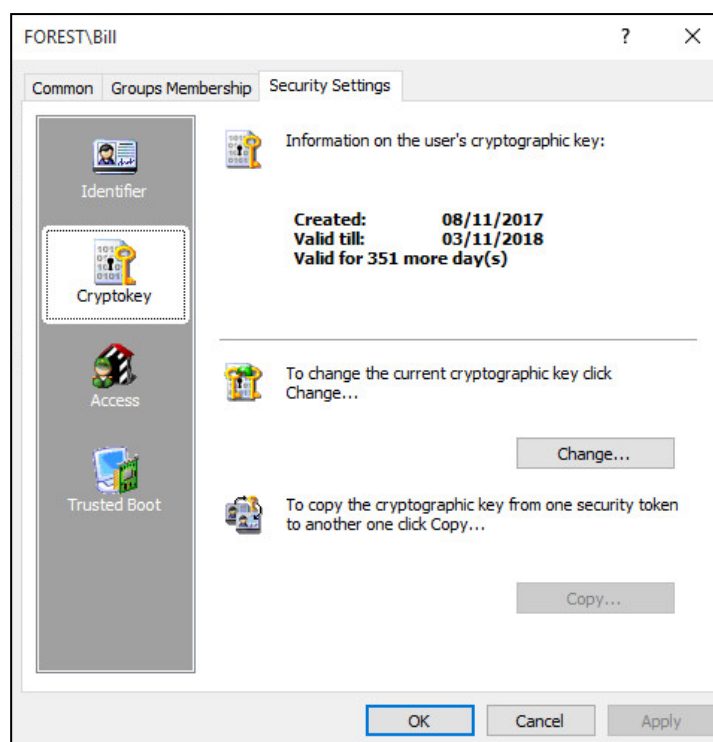 FOREST\Bill
?
Common Groups Membership Security Settings
Identifier
Cryptokey
Access
Trusted Boot
Information on the user's cryptographic key:
Created: 08/11/2017
Valid till: 03/11/2018
Valid for 351 more day(s)
To change the current cryptographic key click
Change...
Change...
To copy the cryptographic key from one security token
to another one click Copy...
Copy...
OK Cancel Apply